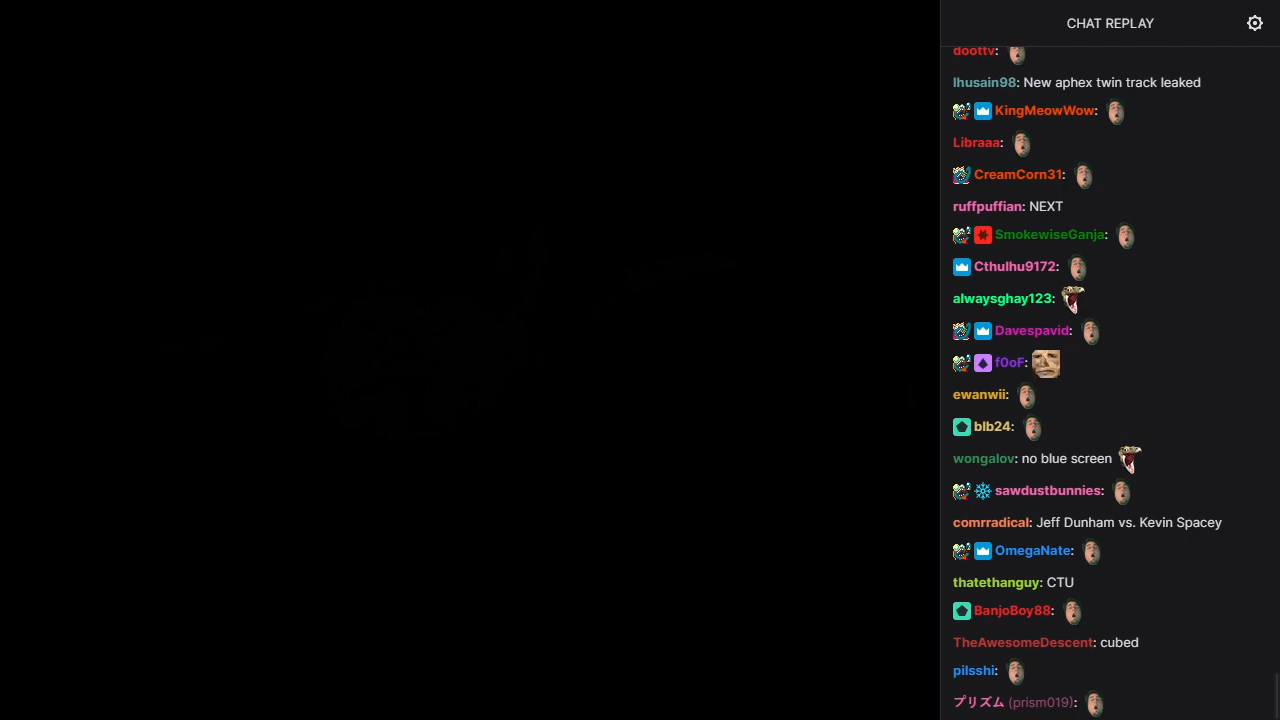 CHAT REPLAY
doottv:
lhusain98: New aphex twin track leaked
KingMeowWow:
Libraaa:
CreamCorn31:
ruffpuffian: NEXT
SmokewiseGanja:
Cthulhu9172:
alwaysghay123:
Davespavid:
f0oF:
ewanwii:
blb24:
wongalov: no blue screen
sawdustbunnies:
comrradical: Jeff Dunham vs. Kevin Spacey
OmegaNate:
thatethanguy: CTU
BanjoBoy88:
TheAwesomeDescent: cubed
pilsshi:
プリズム (prism019):